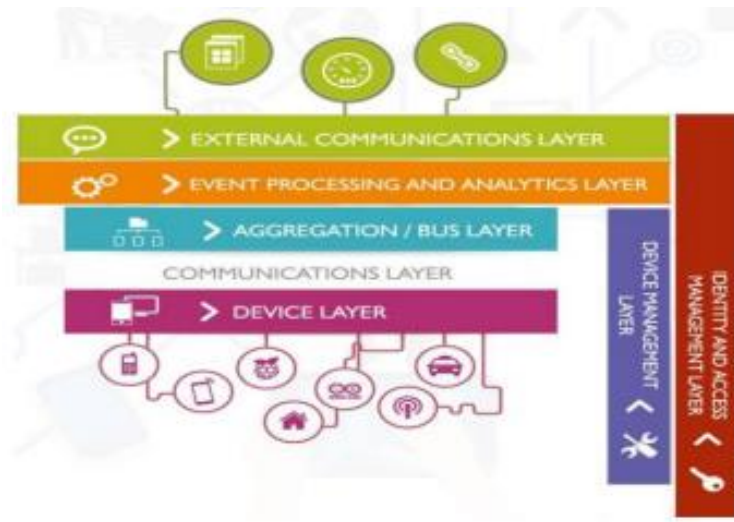 EXTERNAL COMMUNICATIONS LAYER
EVENT PROCESSING AND ANALYTICS LAYER
AGGREGATION / BUS LAYER
COMMUNICATIONS LAYER
DEVICE LAYER
DEVICE MANAGEMENT
LAYER
IDENTITY AND ACCESS
MANAGEMENT LAYER